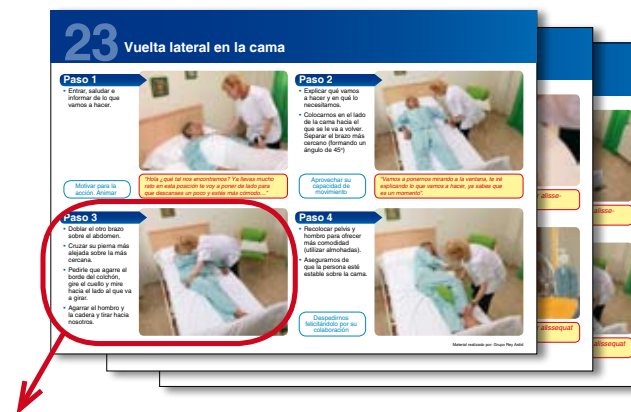 23 Vuelta lateral en la cama
Paso 1
• Entrar, saludar e
informar de lo que
vamos a hacer.
Motivar para la
acción. Animar
"Hola ¿qué tal nos encontramos? Ya llevas mucho
rato en esta posición te voy a poner de lado para
que descanses un poco y estés más cómodo...."
Paso 2
• Explicar qué vamos
a hacer y en qué lo
necesitamos.
• Colocarnos en el lado
de la cama hacia el
que se le va a volver.
Separar el brazo más
cercano (formando un
ángulo de 45º)
Aprovechar su
capacidad de
movimiento
"Vamos a ponernos mirando a la ventana, te iré
explicando lo que vamos a hacer, ya sabes que
es un momento".
Paso 3
• Doblar el otro brazo
sobre el abdomen.
• Cruzar su pierna más
alejada sobre la más
cercana.
• Pedirle que agarre el
borde del colchón,
gire el cuello y mire
hacia el lado al que va
a girar.
• Agarrar el hombro y
la cadera y tirar hacia
nosotros.
Paso 4
• Recolocar pelvis y
hombro para ofrecer
más comodidad
(utilizar almohadas).
• Aseguramos de
que la persona esté
estable sobre la cama.
Despedirnos
felicitándolo por su
colaboración
Material realizado por: Grupo Rey Ardid
alisse-
alisse-
alissequat
alissequat